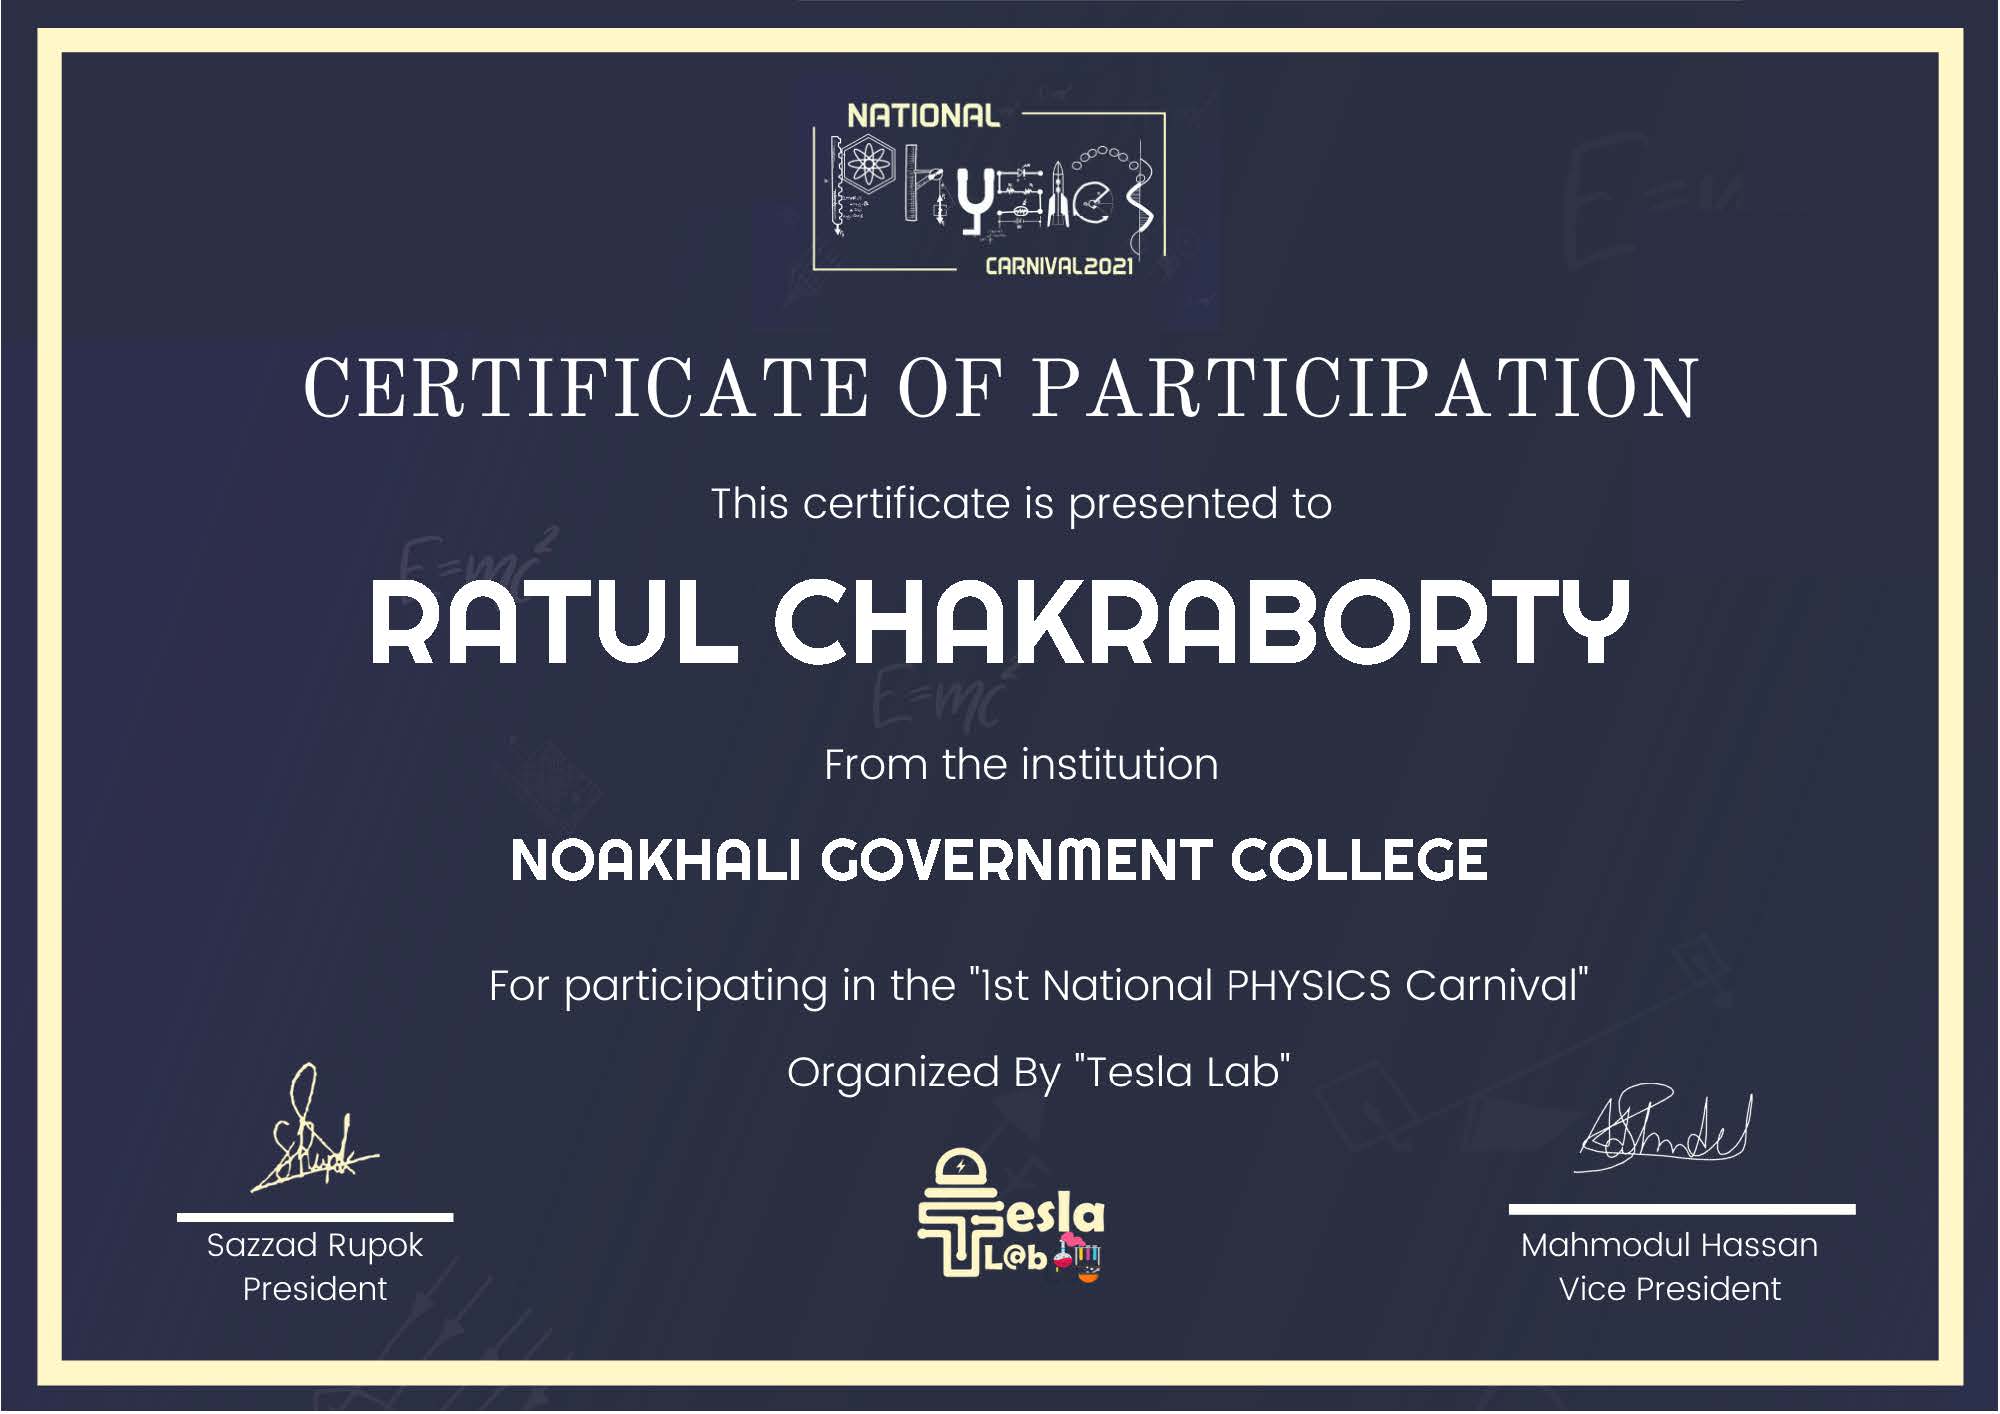 NATIONAL
Physics
CARNIVAL2021
E=m
CERTIFICATE OF PARTICIPATION
This certificate is presented to
E=mc²
RATUL CHAKRABORTY
E=mc²
From the institution
NOAKHALI GOVERNMENT COLLEGE
For participating in the "1st National PHYSICS Carnival"
Organized By "Tesla Lab"
Tesla
L@b
Sazzad Rupok
President
Mahmodul Hassan
Vice President